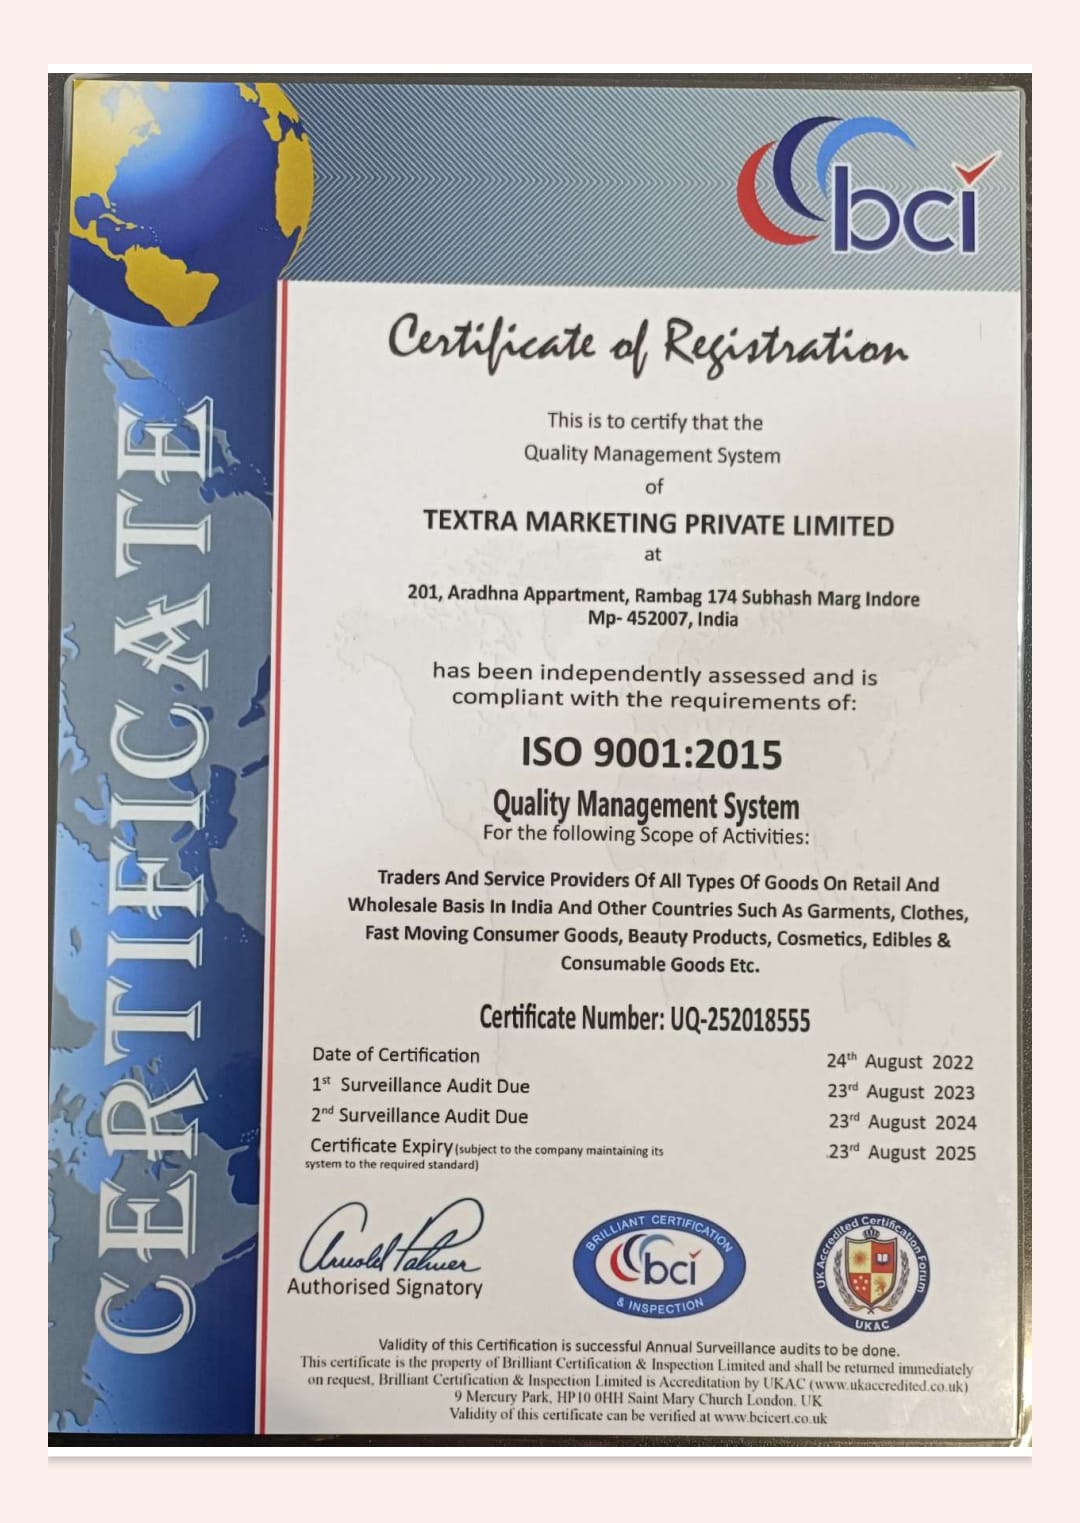 bci
CERTIFICATE
Certificate of Registration
This is to certify that the
Quality Management System
of
TEXTRA MARKETING PRIVATE LIMITED
at
201, Aradhna Appartment, Rambag 174 Subhash Marg Indore
Mp- 452007, India
has been independently assessed and is
compliant with the requirements of:
ISO 9001:2015
Quality Management System
For the following Scope of Activities:
Traders And Service Providers Of All Types Of Goods On Retail And
Wholesale Basis In India And Other Countries Such As Garments, Clothes,
Fast Moving Consumer Goods, Beauty Products, Cosmetics, Edibles &
Consumable Goods Etc.
Certificate Number: UQ-252018555
Date of Certification 24th August 2022
1st Surveillance Audit Due 23rd August 2023
2nd Surveillance Audit Due 23rd August 2024
Certificate Expiry (subject to the company maintaining its 23rd August 2025
system to the required standard)
Arnold Palmer
Authorised Signatory
BRILLIANT CERTIFICATION
bci
& INSPECTION
UK Accredited Certification Forum
UKAC
Validity of this Certification is successful Annual Surveillance audits to be done.
This certificate is the property of Brilliant Certification & Inspection Limited and shall be returned immediately
on request, Brilliant Certification & Inspection Limited is Accreditation by UKAC (www.ukaccredited.co.uk)
9 Mercury Park, HP10 0HH Saint Mary Church London. UK
Validity of this certificate can be verified at www.bcicert.co.uk